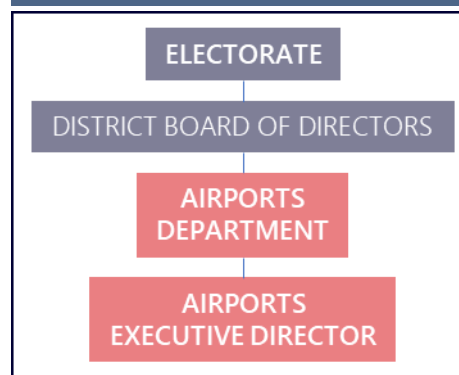 ELECTORATE
DISTRICT BOARD OF DIRECTORS
AIRPORTS
DEPARTMENT
AIRPORTS
EXECUTIVE DIRECTOR